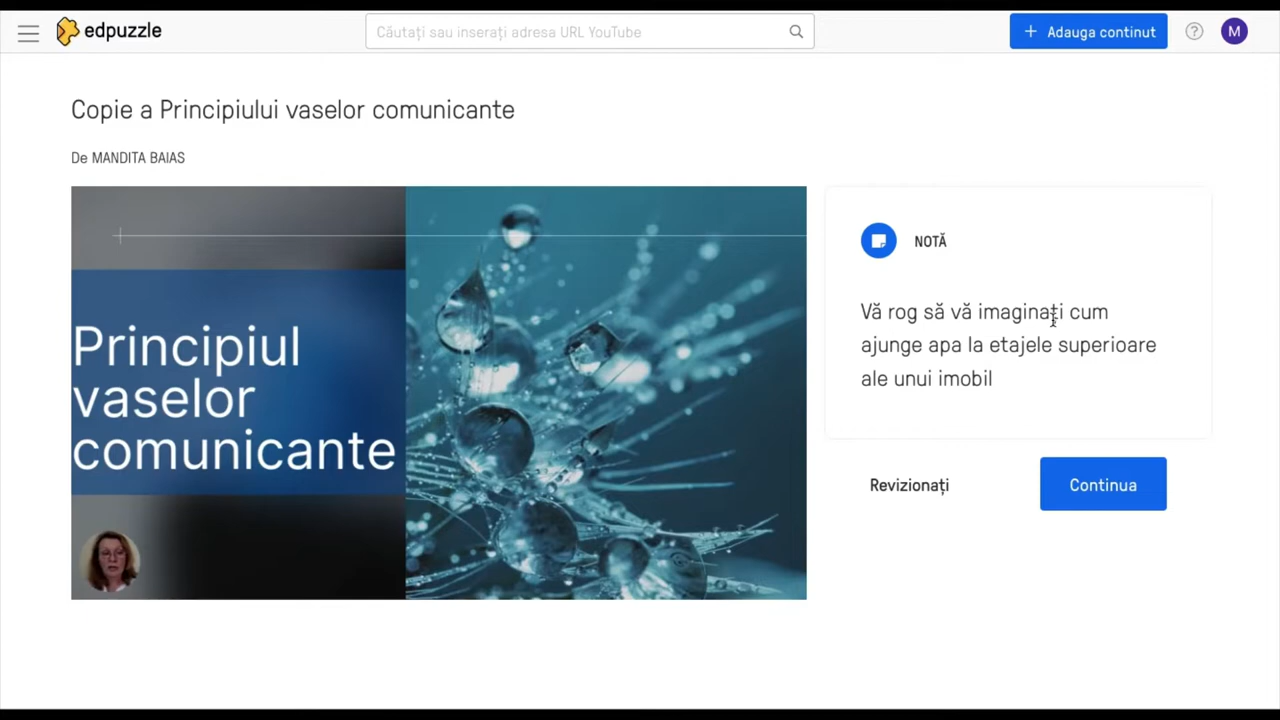 edpuzzle
Căutați sau inserați adresa URL YouTube
+ Adauga continut
?
M
Copie a Principiului vaselor comunicante
De MANDITA BAIAS
Principiul
vaselor
comunicante
NOTĂ
Vă rog să vă imaginați cum
ajunge apa la etajele superioare
ale unui imobil
Revizionați
Continua